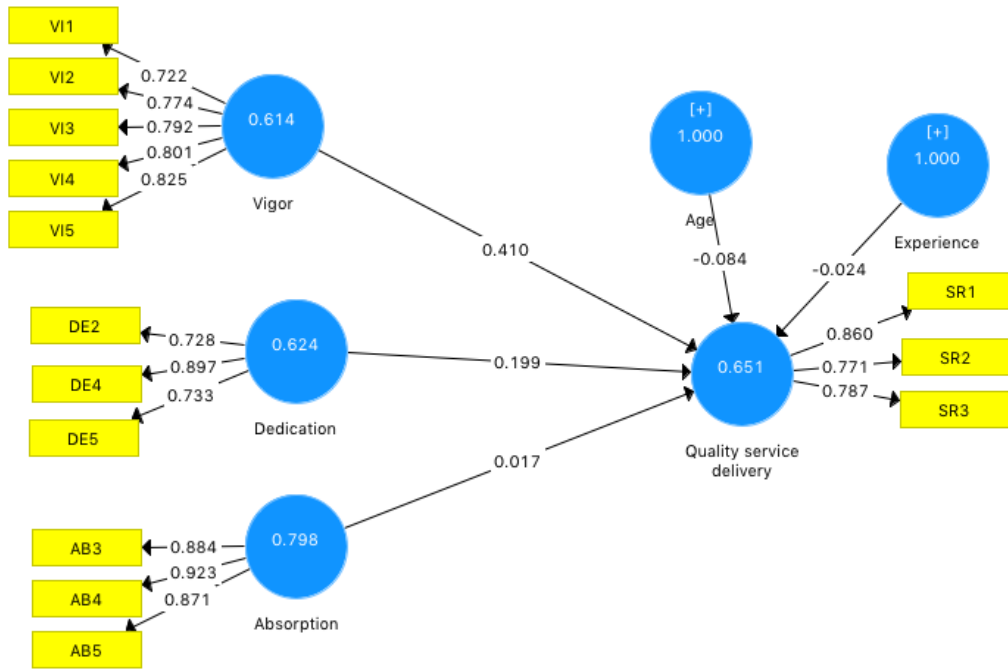 VI1
VI2
VI3
VI4
VI5
0.722
0.774
0.792
0.801
0.825
0.614
Vigor
0.410
[+]
1.000
Age
-0.084
[+]
1.000
Experience
-0.024
DE2
DE4
DE5
0.728
0.897
0.733
0.624
Dedication
0.199
0.651
Quality service
delivery
0.860
0.771
0.787
SR1
SR2
SR3
AB3
AB4
AB5
0.884
0.923
0.871
0.798
Absorption
0.017